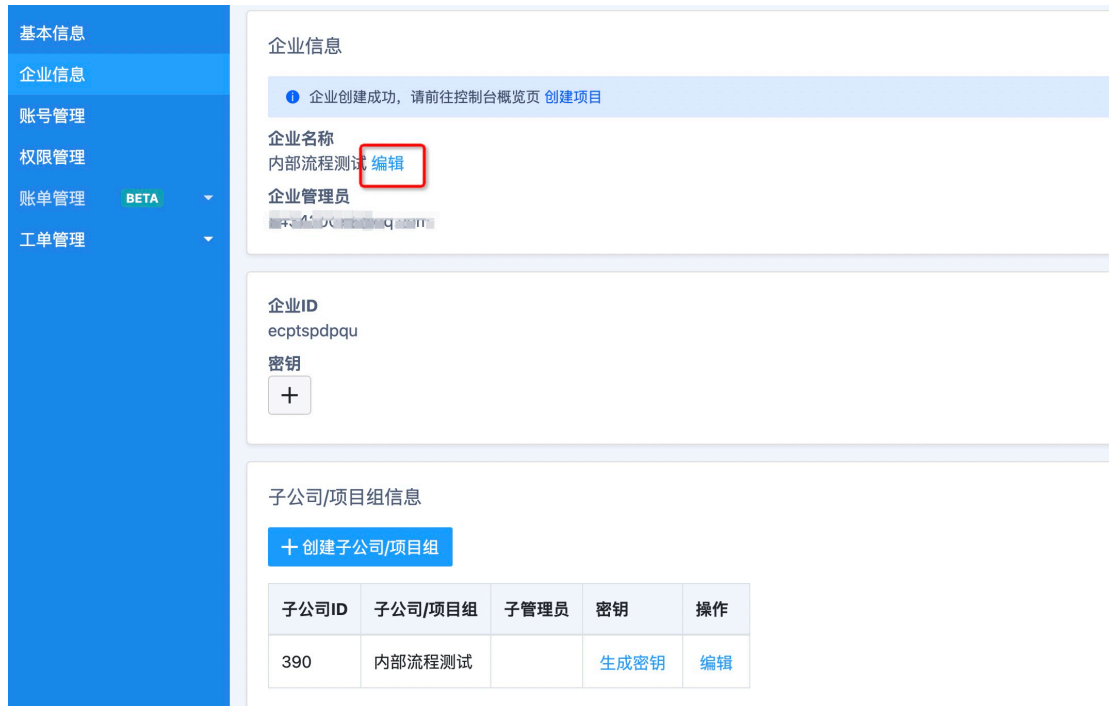 基本信息
企业信息
账号管理
权限管理
账单管理 BETA
工单管理
企业信息
企业创建成功，请前往控制台概览页 创建项目
企业名称
内部流程测试 编辑
企业管理员
企业ID
ecptspdpqu
密钥
子公司/项目组信息
+ 创建子公司/项目组
子公司ID 子公司/项目组 子管理员 密钥 操作
390 内部流程测试 生成密钥 编辑